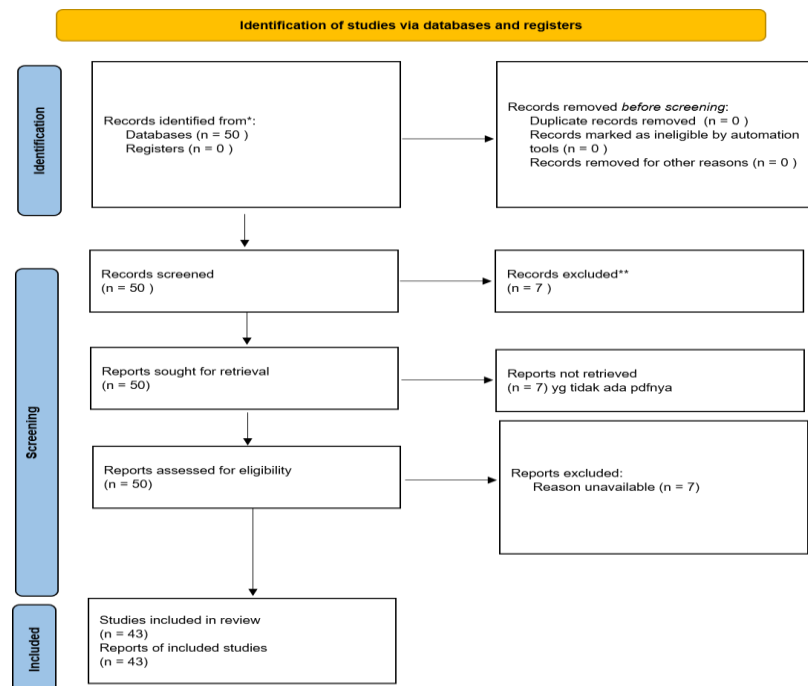 Identification of studies via databases and registers
Identification
Records identified from*:
Databases (n = 50 )
Registers (n = 0 )
Records removed before screening:
Duplicate records removed (n = 0 )
Records marked as ineligible by automation
tools (n = 0 )
Records removed for other reasons (n = 0 )
Screening
Records screened
(n = 50 )
Records excluded**
(n = 7 )
Reports sought for retrieval
(n = 50)
Reports not retrieved
(n = 7) yg tidak ada pdfnya
Reports assessed for eligibility
(n = 50)
Reports excluded:
Reason unavailable (n = 7)
Included
Studies included in review
(n = 43)
Reports of included studies
(n = 43)